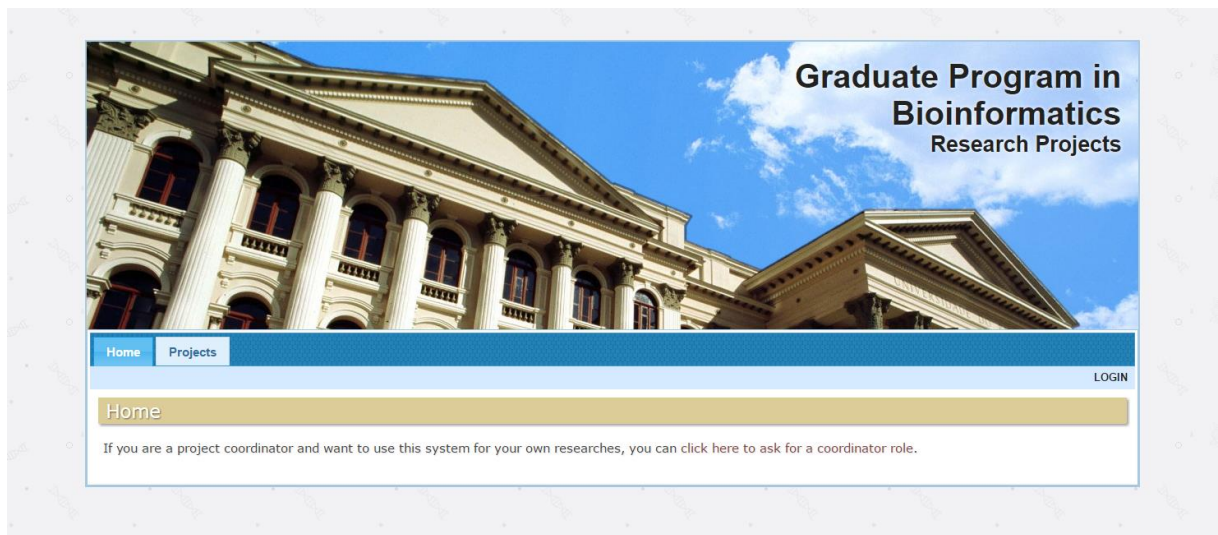 Graduate Program in
Bioinformatics
Research Projects
UNIVERSIDADE
Home
Projects
LOGIN
Home
If you are a project coordinator and want to use this system for your own researches, you can click here to ask for a coordinator role.